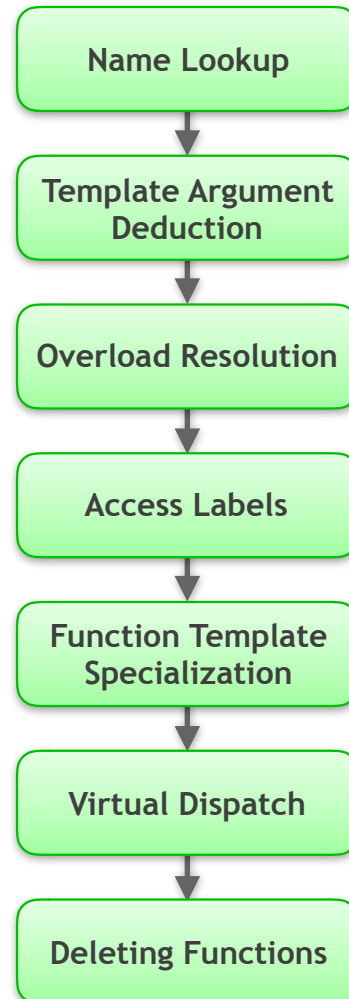 Name Lookup
Template Argument
Deduction
Overload Resolution
Access Labels
Function Template
Specialization
Virtual Dispatch
Deleting Functions